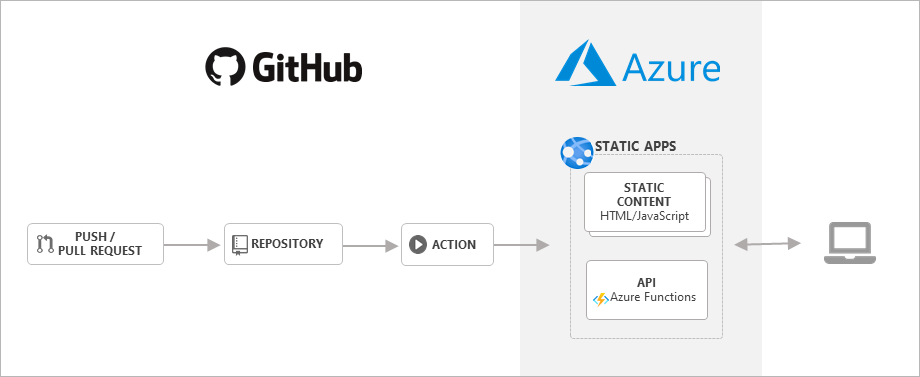 GitHub
Azure
STATIC APPS
STATIC
CONTENT
HTML/JavaScript
PUSH /
PULL REQUEST
REPOSITORY
ACTION
API
Azure Functions